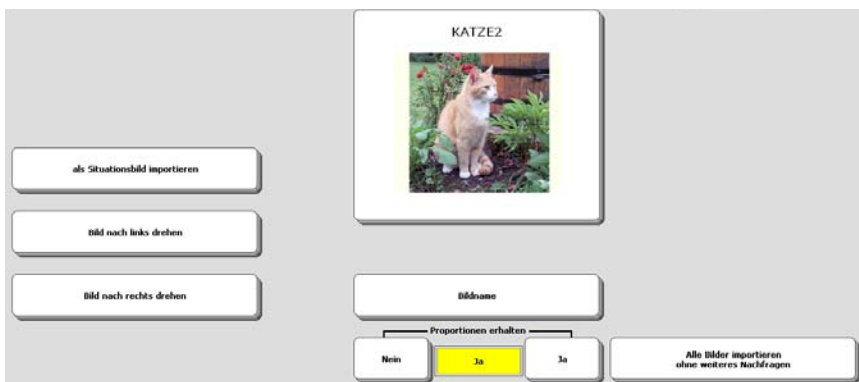 KATZE2
als Situationsbild importieren
Bild nach links drehen
Bild nach rechts drehen
Bildname
Proportionen erhalten
Nein
Ja
Ja
Alle Bilder importieren
ohne weiteres Nachfragen